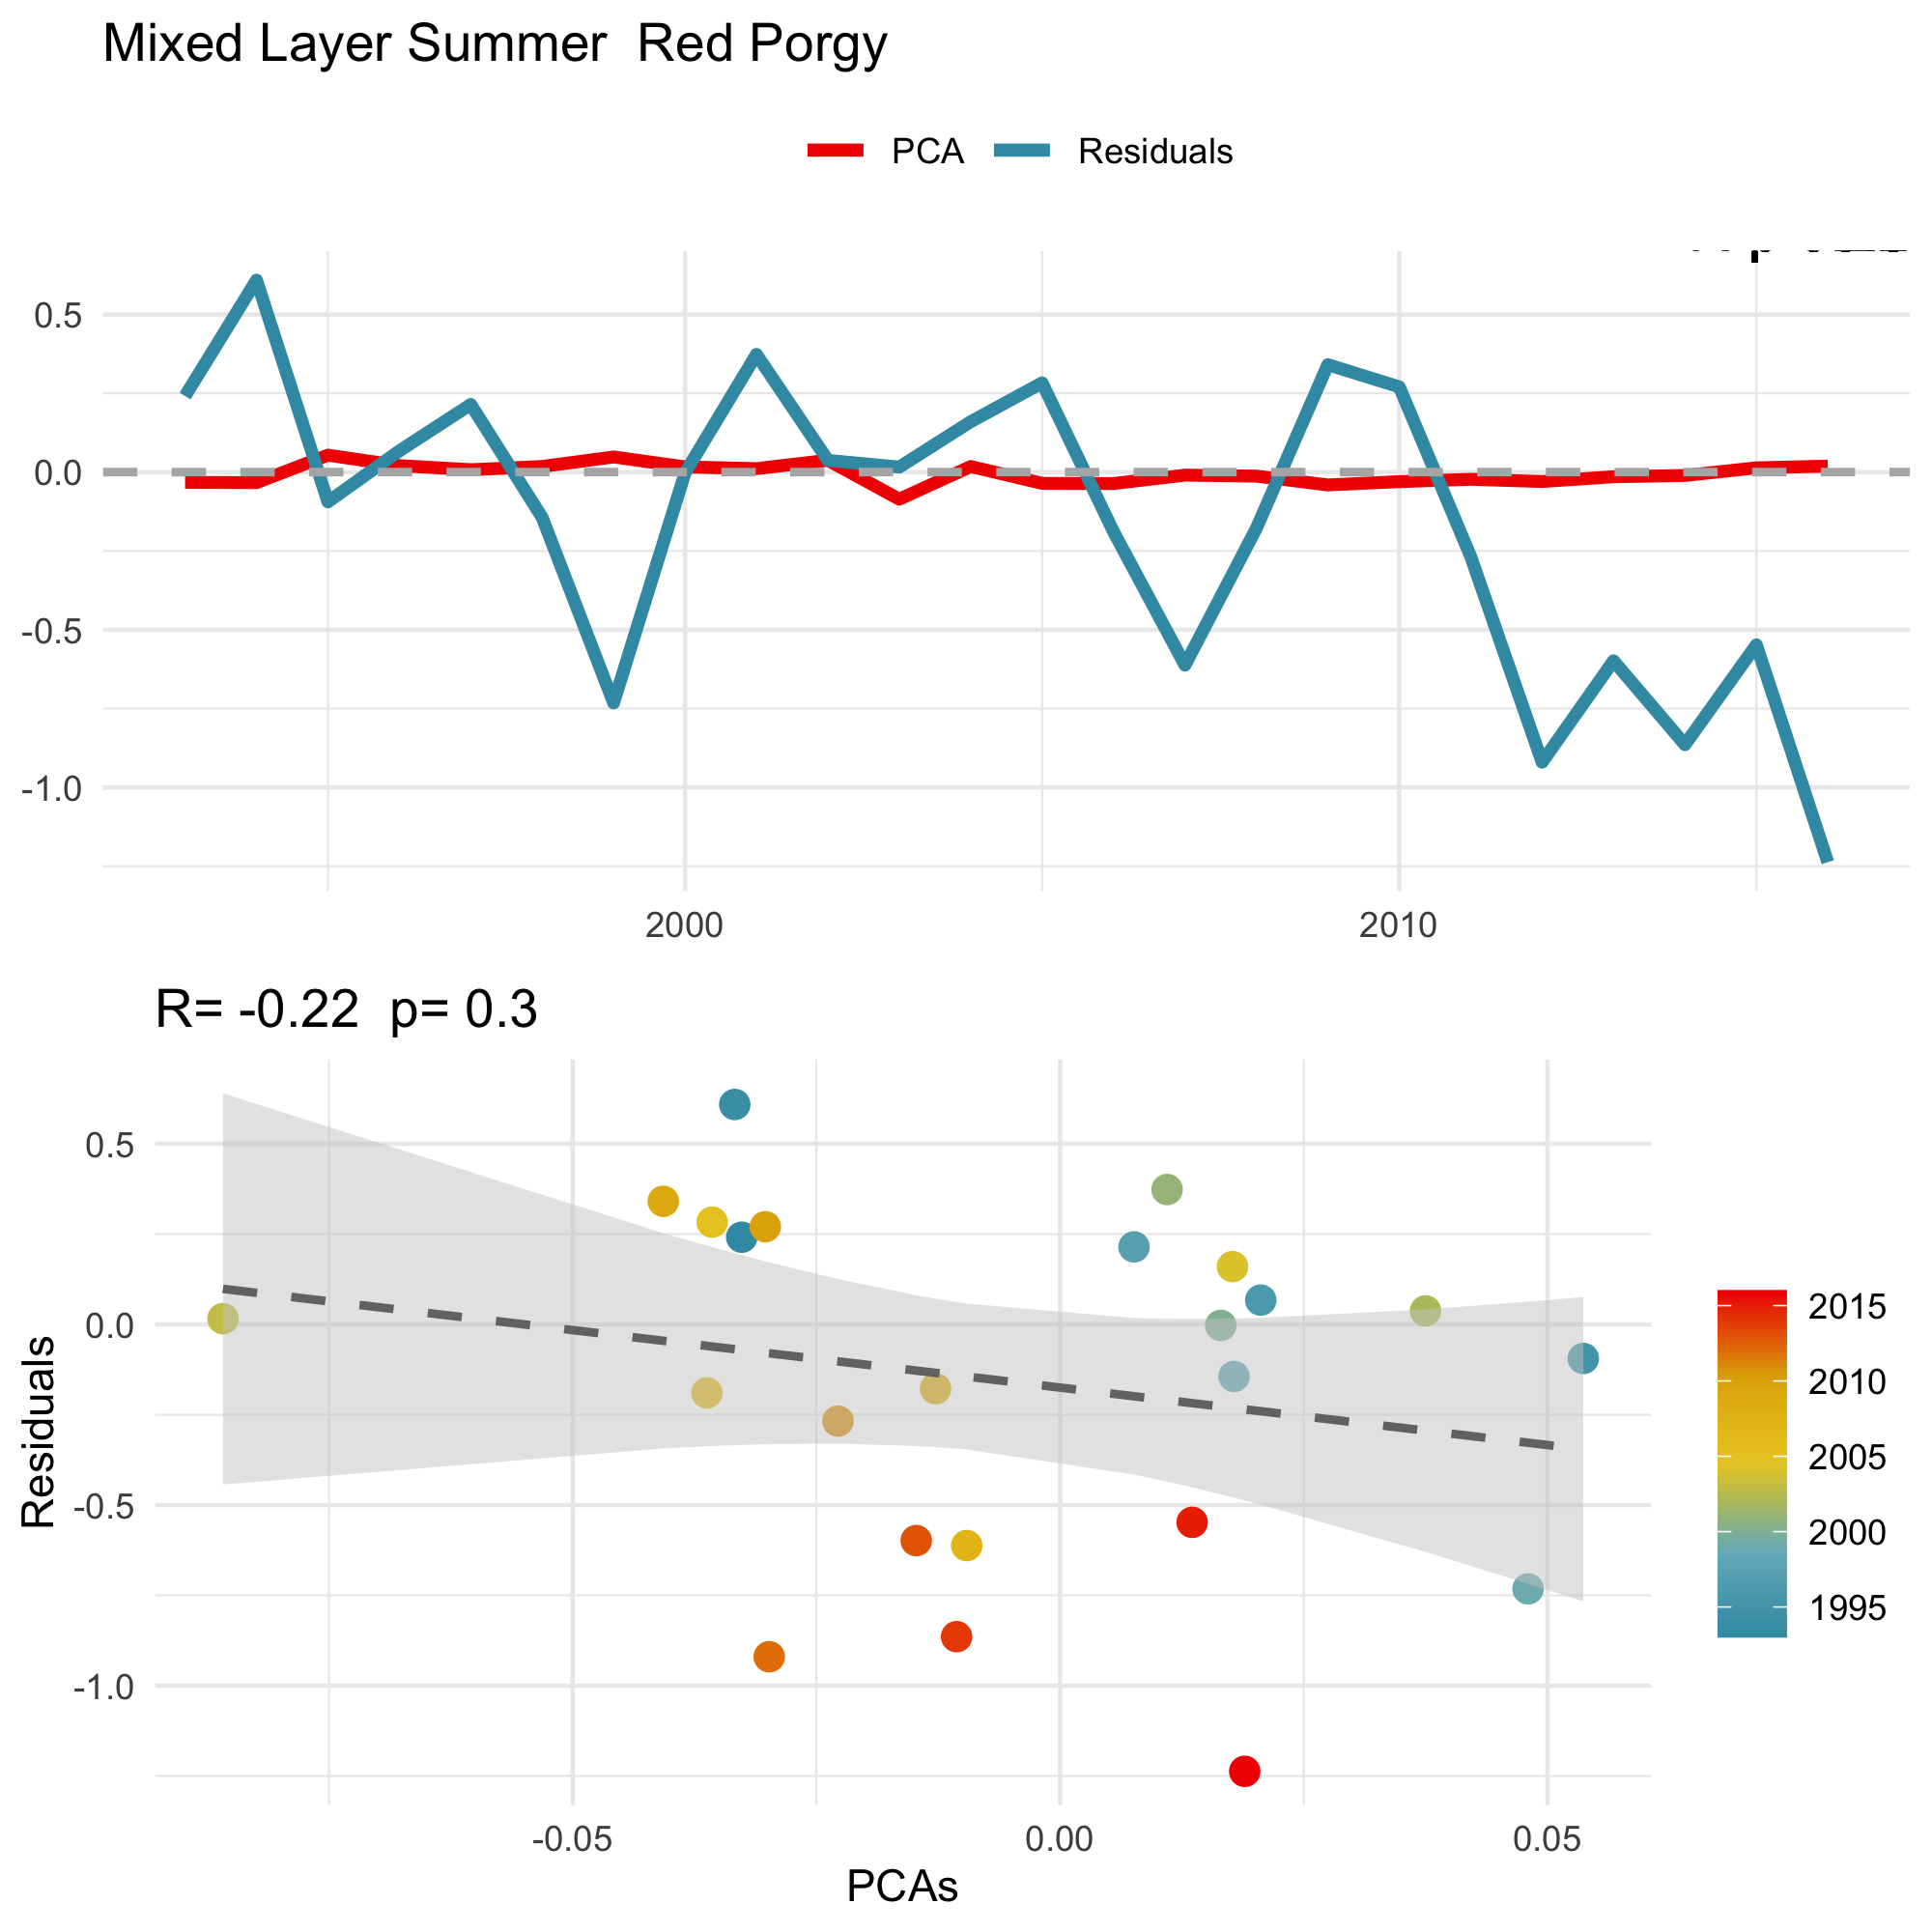 Mixed Layer Summer  Red Porgy
PCA Residuals
0.5
0.0
-0.5
-1.0
2000 2010
R= -0.22  p= 0.3
Residuals
0.5
0.0
-0.5
-1.0
-0.05 0.00 0.05
PCAs
2015
2010
2005
2000
1995